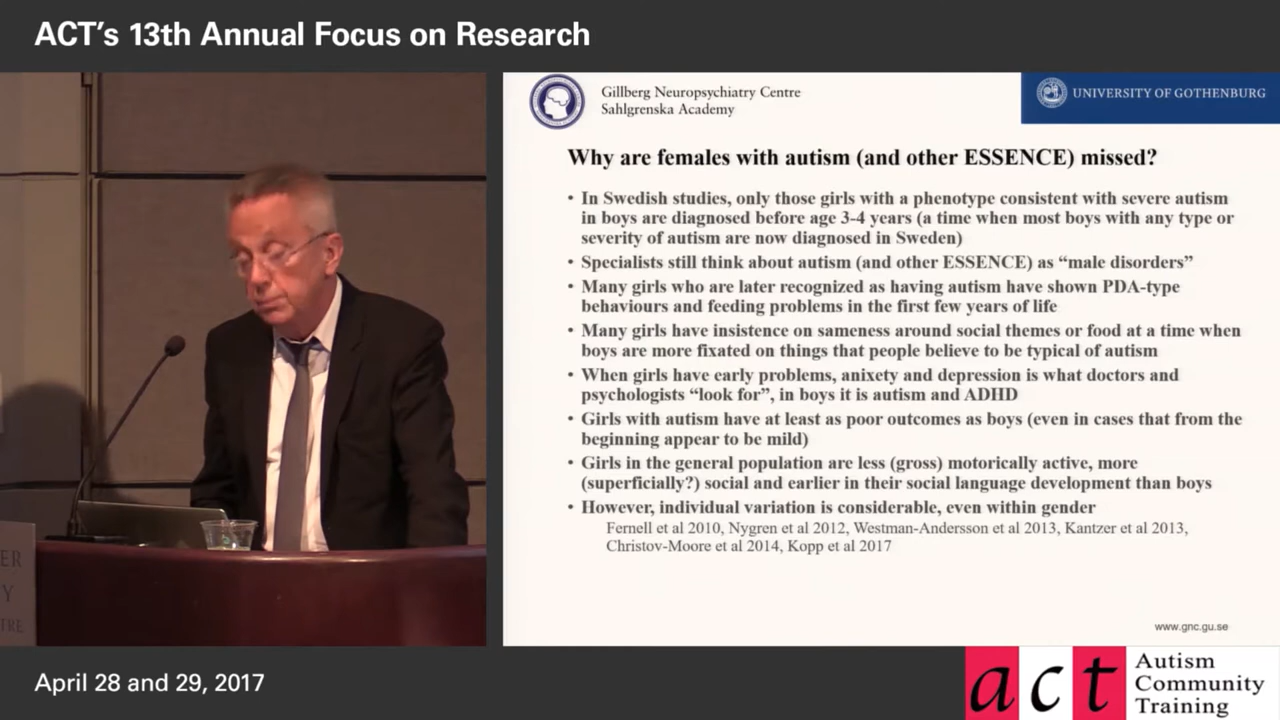 ACT's 13th Annual Focus on Research
Gillberg Neuropsychiatry Centre
Sahlgrenska Academy
UNIVERSITY OF GOTHENBURG
Why are females with autism (and other ESSENCE) missed?
• In Swedish studies, only those girls with a phenotype consistent with severe autism
in boys are diagnosed before age 3-4 years (a time when most boys with any type or
severity of autism are now diagnosed in Sweden)
• Specialists still think about autism (and other ESSENCE) as “male disorders”
• Many girls who are later recognized as having autism have shown PDA-type
behaviours and feeding problems in the first few years of life
• Many girls have insistence on sameness around social themes or food at a time when
boys are more fixated on things that people believe to be typical of autism
• When girls have early problems, anixety and depression is what doctors and
psychologists “look for”, in boys it is autism and ADHD
• Girls with autism have at least as poor outcomes as boys (even in cases that from the
beginning appear to be mild)
• Girls in the general population are less (gross) motorically active, more
(superficially?) social and earlier in their social language development than boys
• However, individual variation is considerable, even within gender
Fernell et al 2010, Nygren et al 2012, Westman-Andersson et al 2013, Kantzer et al 2013,
Christov-Moore et al 2014, Kopp et al 2017
www.gnc.gu.se
ER
Y
TRE
April 28 and 29, 2017
act
Autism
Community
Training